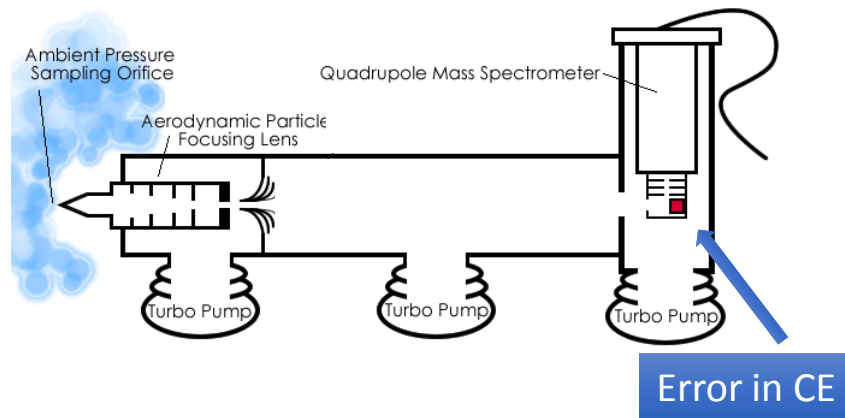 Ambient Pressure
Sampling Orifice
Quadrupole Mass Spectrometer
Aerodynamic Particle
Focusing Lens
Turbo Pump
Turbo Pump
Turbo Pump
Error in CE